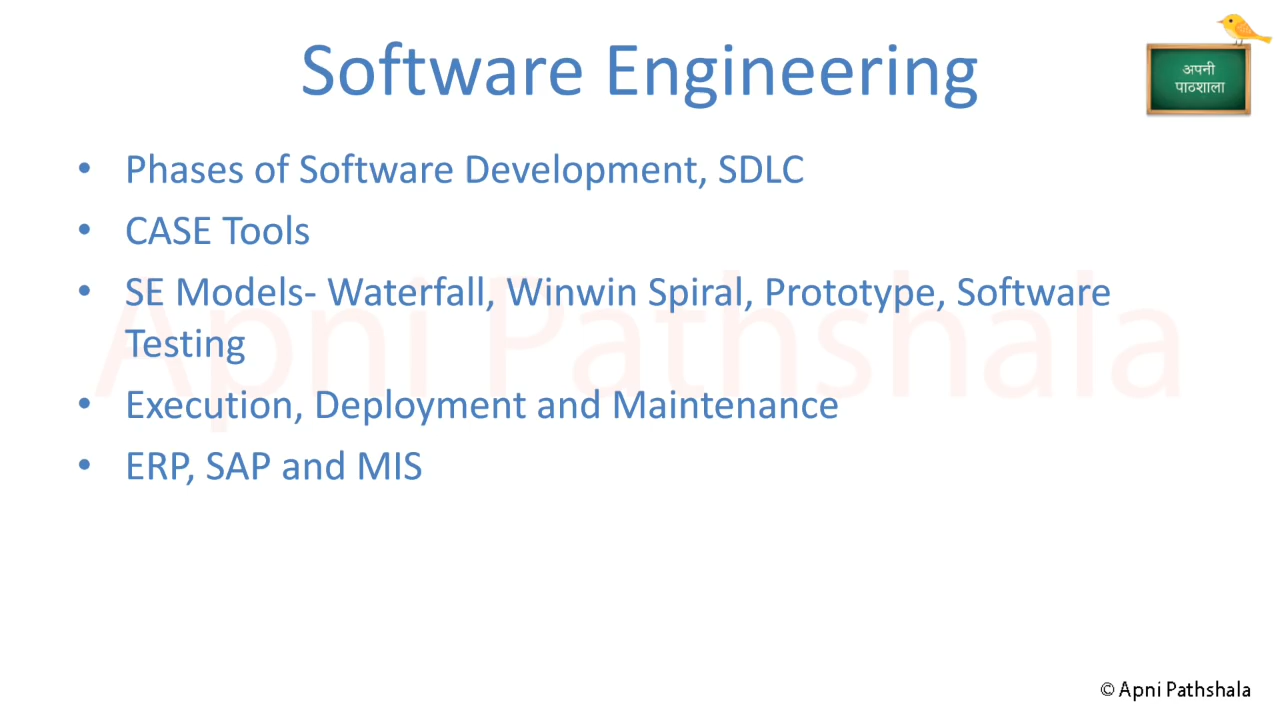 Software Engineering
अपनी
पाठशाला
• Phases of Software Development, SDLC
• CASE Tools
• SE Models- Waterfall, Winwin Spiral, Prototype, Software
Testing
• Execution, Deployment and Maintenance
• ERP, SAP and MIS
Apni Pathshala
© Apni Pathshala